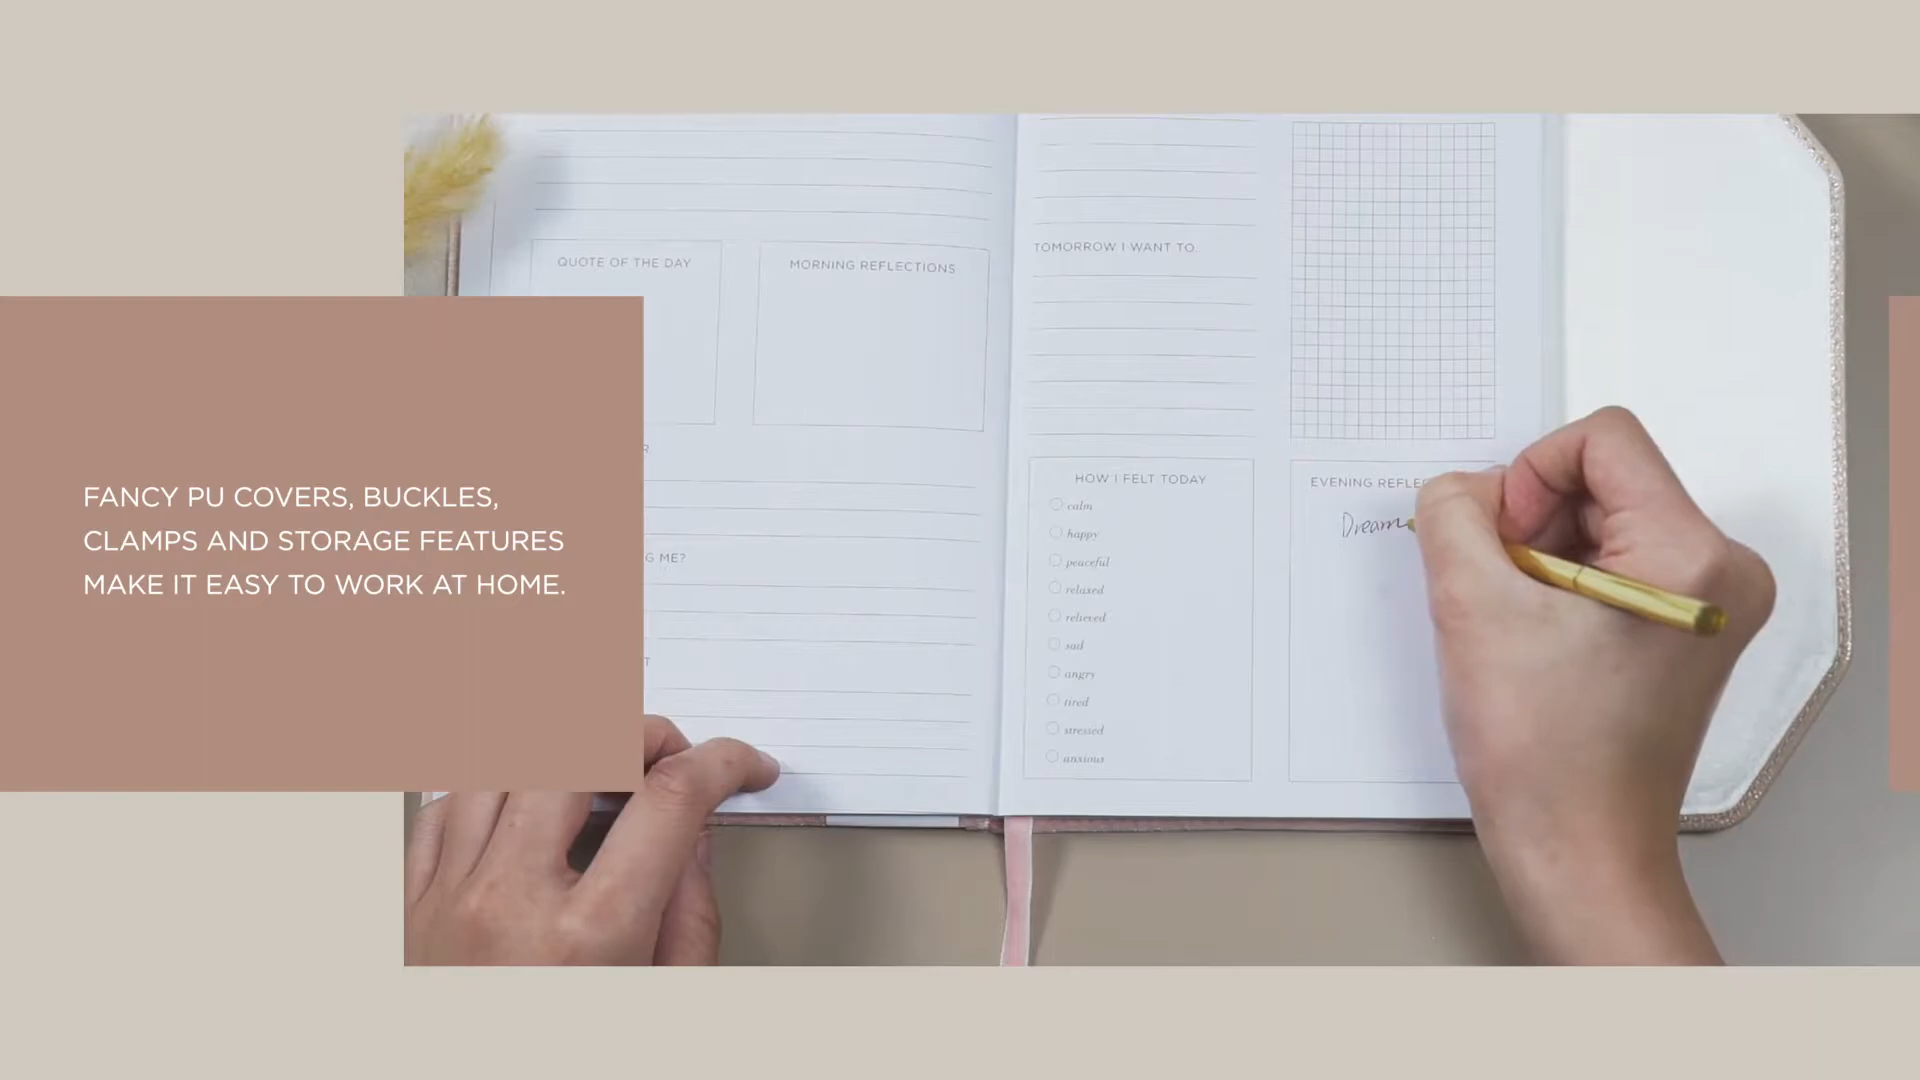 FANCY PU COVERS, BUCKLES,
CLAMPS AND STORAGE FEATURES
MAKE IT EASY TO WORK AT HOME.
QUOTE OF THE DAY
MORNING REFLECTIONS
G ME?
TOMORROW I WANT TO..
HOW I FELT TODAY
calm
happy
peaceful
relaxed
relieved
sad
angry
tired
stressed
anxious
EVENING REFLEC
Dream